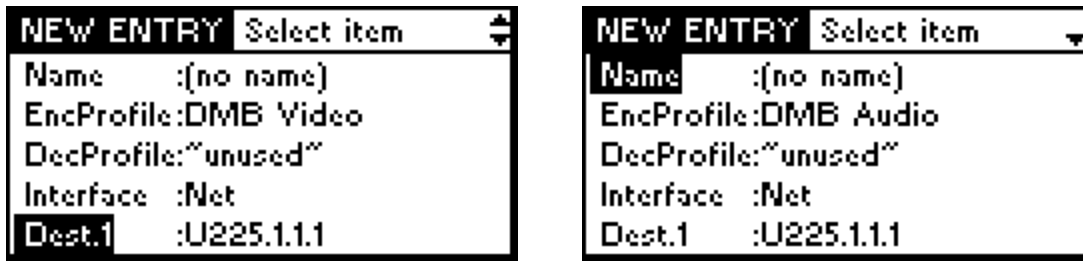 NEW ENTRY Select item
Name :(no name)
EncProfile:DMB Video
DecProfile:~unused~
Interface :Net
Dest.1 :U225.1.1.1
NEW ENTRY Select item
Name :(no name)
EncProfile:DMB Audio
DecProfile:~unused~
Interface :Net
Dest.1 :U225.1.1.1